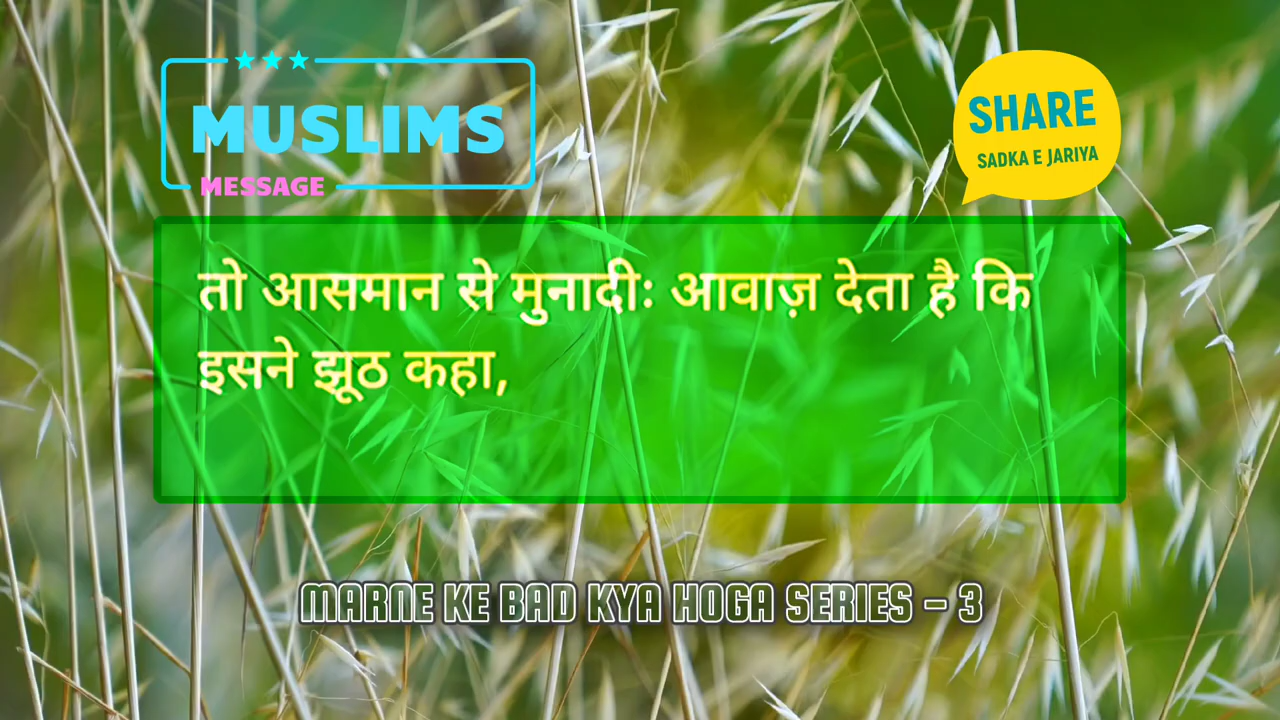 MUSLIMS
MESSAGE
SHARE
SADKA E JARIYA
तो आसमान से मुनादीः आवाज़ देता है कि
इसने झूठ कहा,
MARNE KE BAD KYA HOGA SERIES - 3